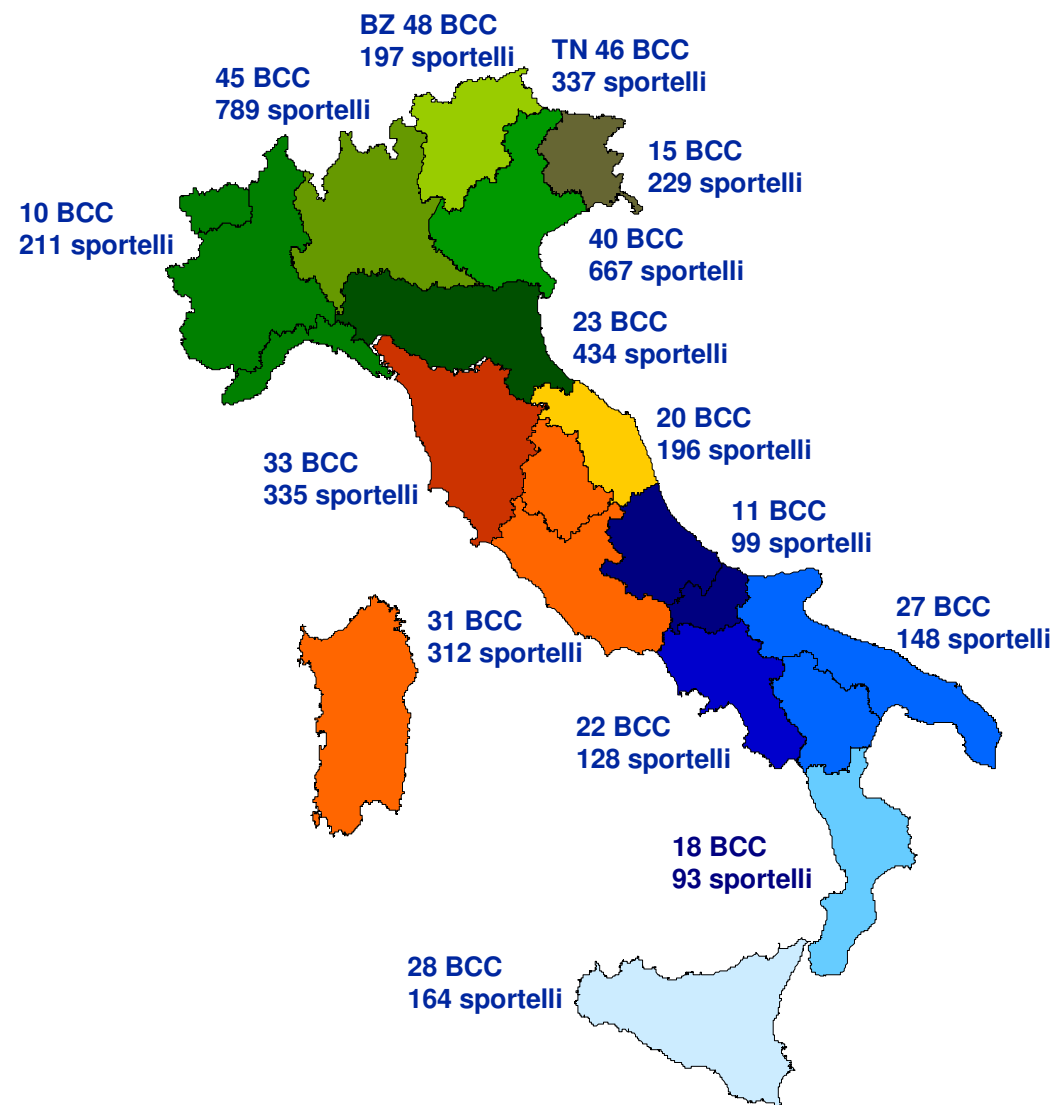 BZ 48 BCC
197 sportelli
TN 46 BCC
337 sportelli
45 BCC
789 sportelli
15 BCC
229 sportelli
10 BCC
211 sportelli
40 BCC
667 sportelli
23 BCC
434 sportelli
20 BCC
196 sportelli
33 BCC
335 sportelli
11 BCC
99 sportelli
27 BCC
148 sportelli
31 BCC
312 sportelli
22 BCC
128 sportelli
18 BCC
93 sportelli
28 BCC
164 sportelli